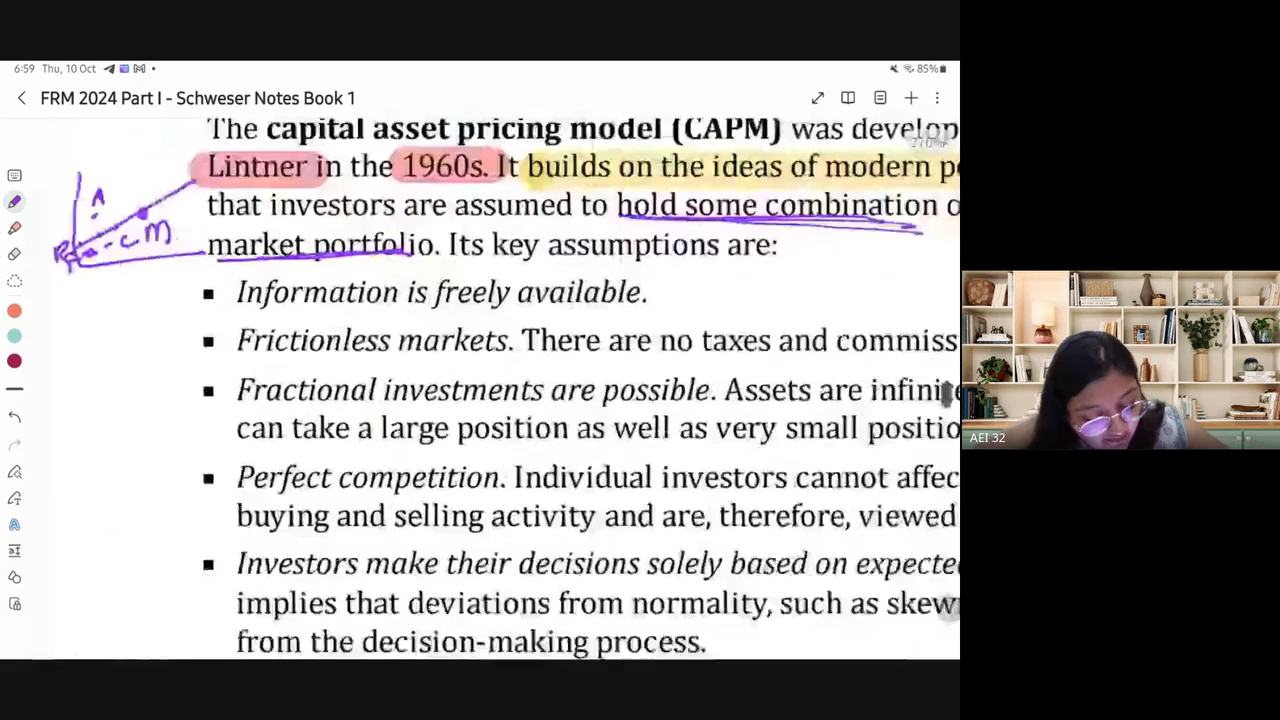 6:59 Thu, 10 Oct
85%
FRM 2024 Part I - Schweser Notes Book 1
The capital asset pricing model (CAPM) was develop
Lintner in the 1960s. It builds on the ideas of modern p
that investors are assumed to hold some combination
market portfolio. Its key assumptions are:
M
▪ Information is freely available.
▪ Frictionless markets. There are no taxes and commiss
▪ Fractional investments are possible. Assets are infinite
can take a large position as well as very small positio
▪ Perfect competition. Individual investors cannot affec
buying and selling activity and are, therefore, viewed
▪ Investors make their decisions solely based on expecte
implies that deviations from normality, such as skew
from the decision-making process.
AEI 32